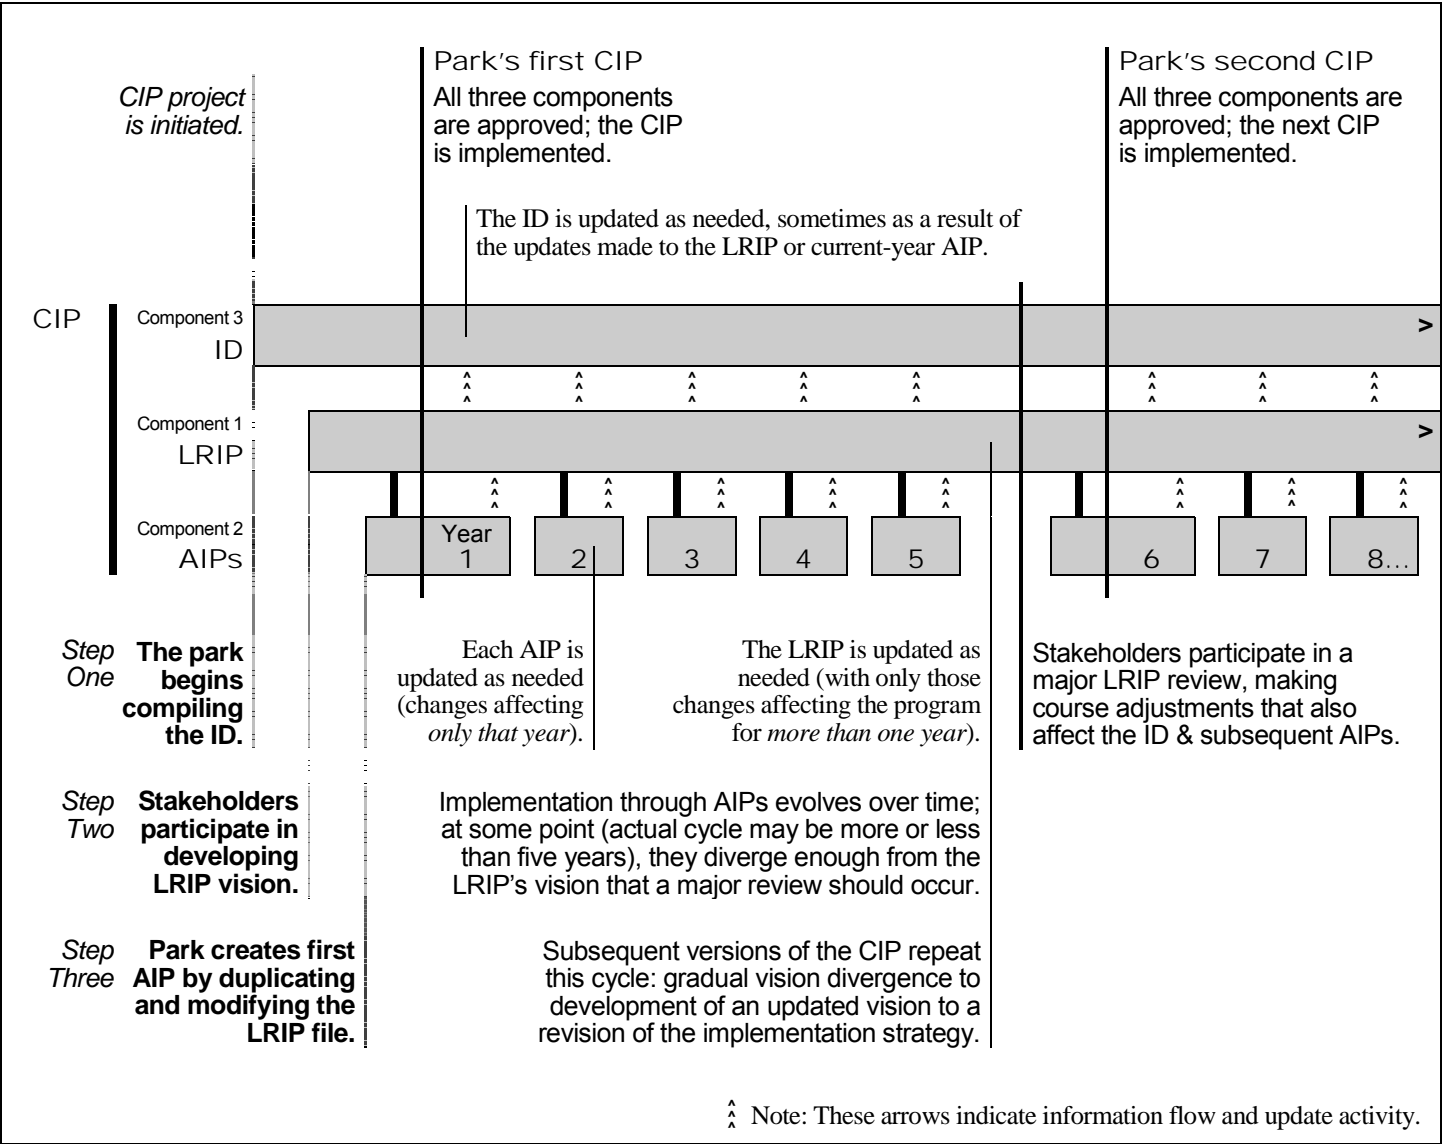 CIP project
is initiated.
Park's first CIP
All three components
are approved; the CIP
is implemented.
Park's second CIP
All three components are
approved; the next CIP
is implemented.
The ID is updated as needed, sometimes as a result of
the updates made to the LRIP or current-year AIP.
CIP
Component 3
ID
>
^ ^ ^ ^ ^ ^ ^ ^
^ ^ ^ ^ ^ ^ ^ ^
^ ^ ^ ^ ^ ^ ^ ^
Component 1
LRIP
>
^ ^ ^ ^ ^ ^ ^ ^
^ ^ ^ ^ ^ ^ ^ ^
^ ^ ^ ^ ^ ^ ^ ^
Component 2
AIPs
Year
1 2 3 4 5 6 7 8...
Step
One
The park
begins
compiling
the ID.
Each AIP is
updated as needed
(changes affecting
only that year).
The LRIP is updated as
needed (with only those
changes affecting the program
for more than one year).
Stakeholders participate in a
major LRIP review, making
course adjustments that also
affect the ID & subsequent AIPs.
Step
Two
Stakeholders
participate in
developing
LRIP vision.
Implementation through AIPs evolves over time;
at some point (actual cycle may be more or less
than five years), they diverge enough from the
LRIP's vision that a major review should occur.
Step
Three
Park creates first
AIP by duplicating
and modifying the
LRIP file.
Subsequent versions of the CIP repeat
this cycle: gradual vision divergence to
development of an updated vision to a
revision of the implementation strategy.
^
^
^
Note: These arrows indicate information flow and update activity.